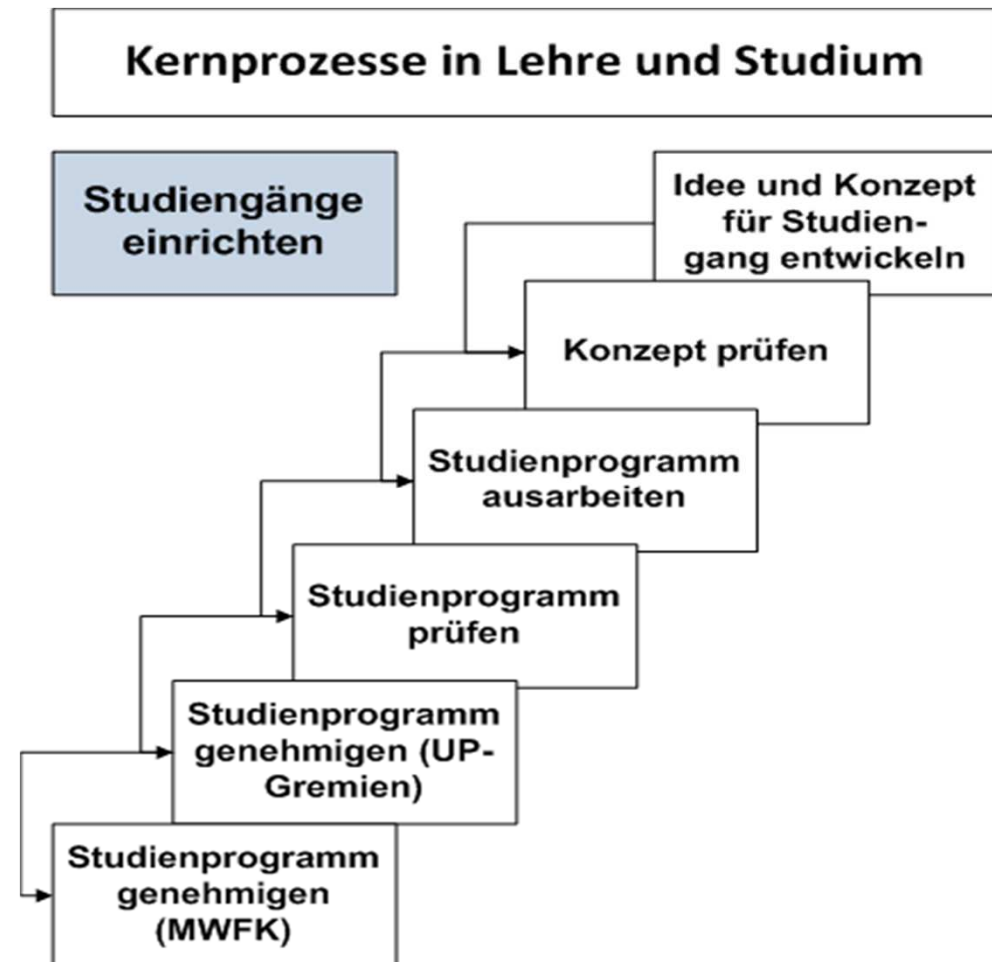 Kernprozesse in Lehre und Studium
Studiengänge
einrichten
Idee und Konzept
für Studien-
gang entwickeln
Konzept prüfen
Studienprogramm
ausarbeiten
Studienprogramm
prüfen
Studienprogramm
genehmigen (UP-
Gremien)
Studienprogramm
genehmigen
(MWFK)